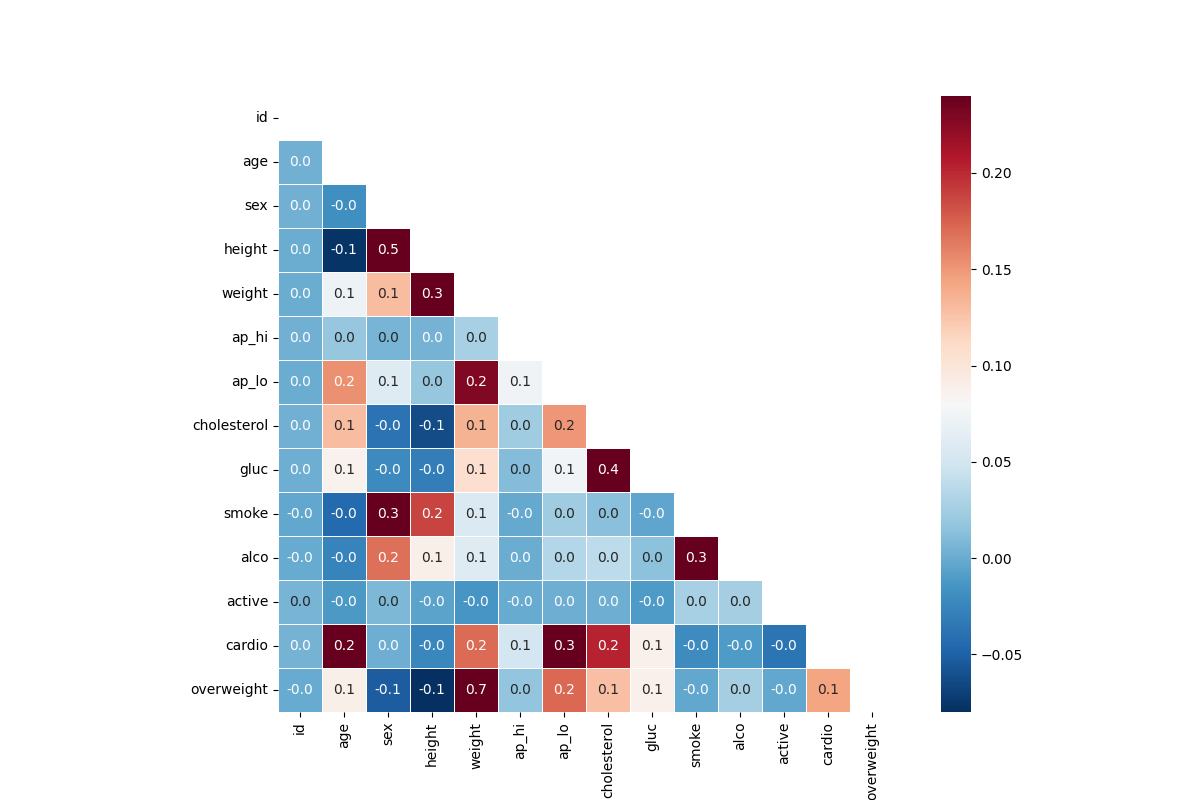 id
age 0.0
sex 0.0 -0.0
height 0.0 -0.1 0.5
weight 0.0 0.1 0.1 0.3
ap_hi 0.0 0.0 0.0 0.0 0.0
ap_lo 0.0 0.2 0.1 0.0 0.2 0.1
cholesterol 0.0 0.1 -0.0 -0.1 0.1 0.0 0.2
gluc 0.0 0.1 -0.0 -0.0 0.1 0.0 0.1 0.4
smoke -0.0 -0.0 0.3 0.2 0.1 -0.0 0.0 0.0 -0.0
alco -0.0 -0.0 0.2 0.1 0.1 0.0 0.0 0.0 0.0 0.3
active 0.0 -0.0 0.0 -0.0 -0.0 -0.0 0.0 0.0 -0.0 0.0 0.0
cardio 0.0 0.2 0.0 -0.0 0.2 0.1 0.3 0.2 0.1 -0.0 -0.0 -0.0
overweight -0.0 0.1 -0.1 -0.1 0.7 0.0 0.2 0.1 0.1 -0.0 0.0 -0.0 0.1
id age sex height weight ap_hi ap_lo cholesterol gluc smoke alco active cardio overweight
0.20
0.15
0.10
0.05
0.00
−0.05